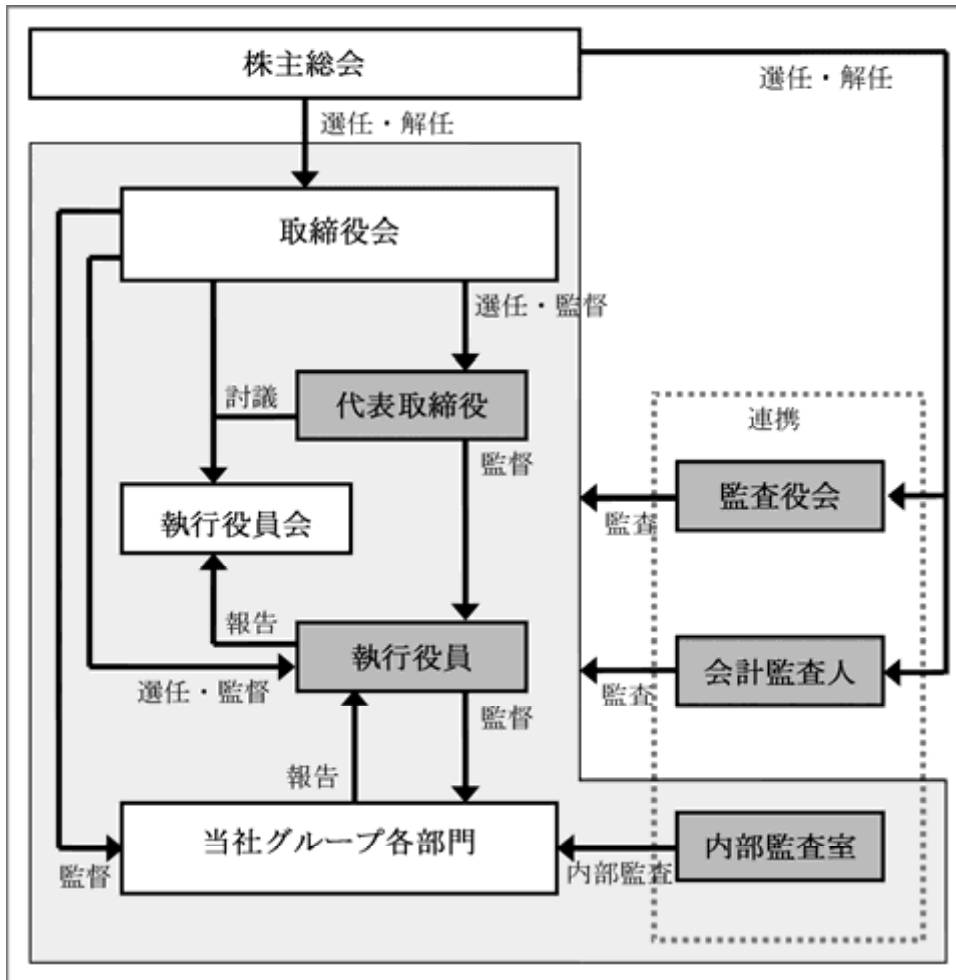 株主総会
選任・解任
選任・解任
取締役会
選任・監督
討議
代表取締役
連携
監督
監査役会
執行役員会
監査
報告
執行役員
会計監査人
選任・監督
監督
監査
報告
当社グループ各部門
内部監査室
監督
内部監査